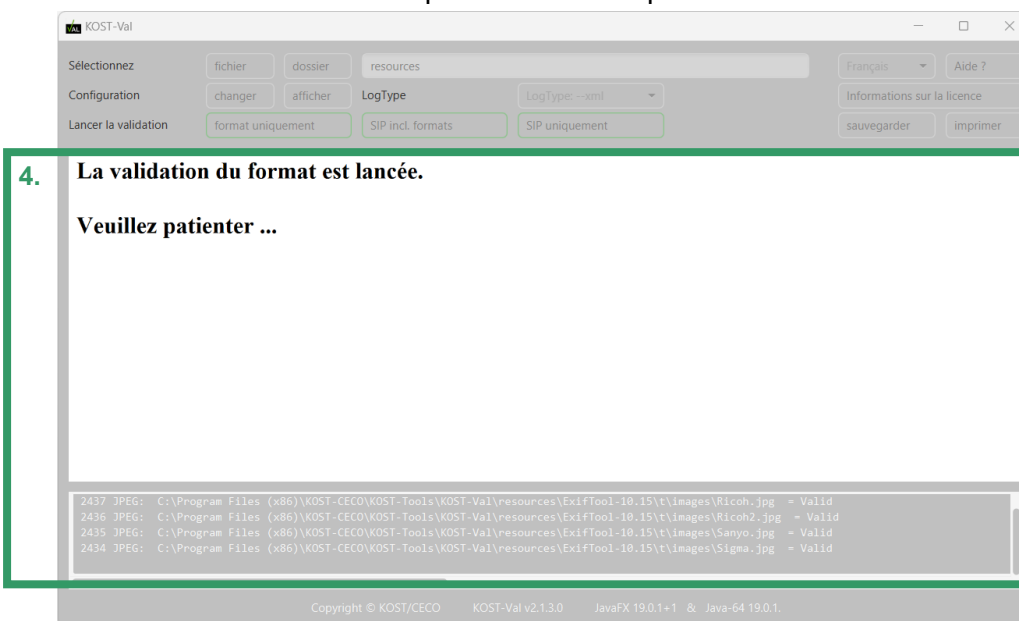 KOST-Val
Sélectionnez fichier dossier resources Français Aide ?
Configuration changer afficher LogType LogType: --xml Informations sur la licence
Lancer la validation format uniquement SIP incl. formats SIP uniquement sauvegarder imprimer
4. La validation du format est lancée.
Veuillez patienter ...
2437 JPEG: C:\Program Files (x86)\KOST-CECO\KOST-Tools\KOST-Val\resources\ExifTool-10.15\t\images\Ricoh.jpg = Valid
2436 JPEG: C:\Program Files (x86)\KOST-CECO\KOST-Tools\KOST-Val\resources\ExifTool-10.15\t\images\Ricoh2.jpg = Valid
2435 JPEG: C:\Program Files (x86)\KOST-CECO\KOST-Tools\KOST-Val\resources\ExifTool-10.15\t\images\Sanyo.jpg = Valid
2434 JPEG: C:\Program Files (x86)\KOST-CECO\KOST-Tools\KOST-Val\resources\ExifTool-10.15\t\images\Sigma.jpg = Valid
Copyright © KOST/CECO KOST-Val v2.1.3.0 JavaFX 19.0.1+1 & Java-64 19.0.1.